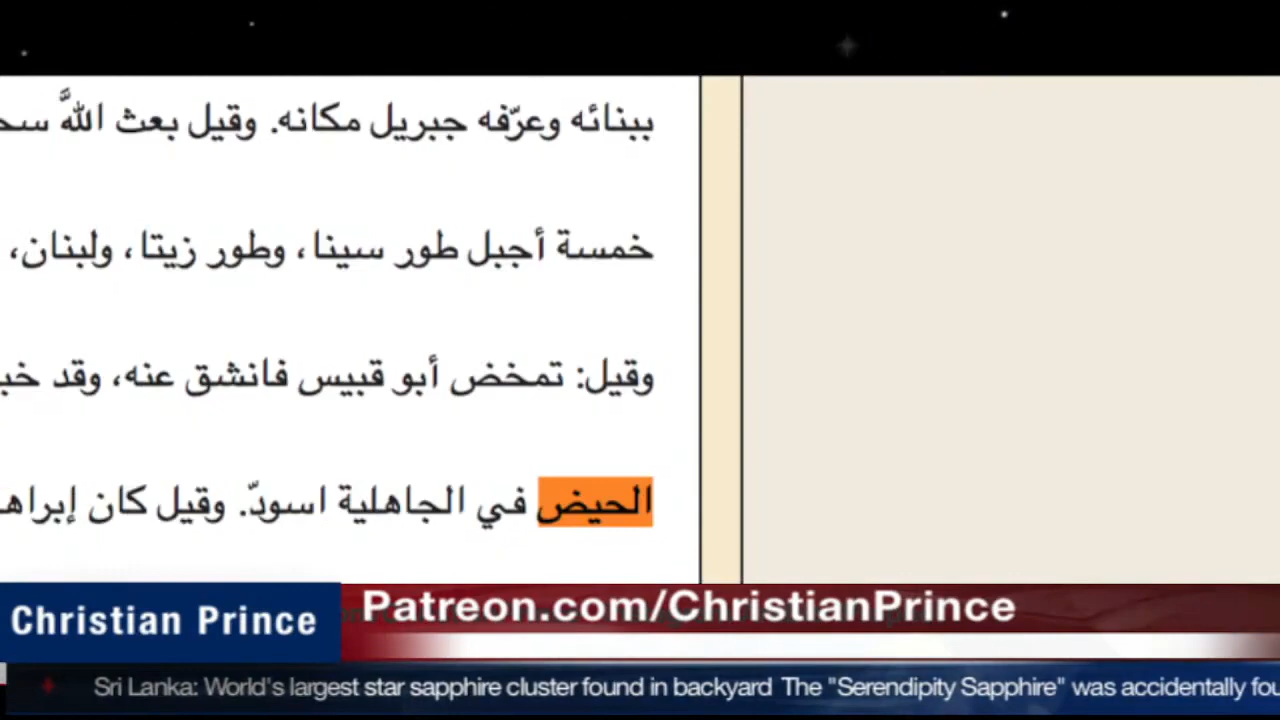 ببنائه وعرّفه جبريل مكانه. وقيل بعث اللَّه
خمسة أجبل طور سينا، وطور زيتا، ولبنان،
وقيل: تمخض أبو قبيس فانشق عنه، وقد
الحيض في الجاهلية اسودّ. وقيل كان
Christian Prince
Patreon.com/ChristianPrince
Sri Lanka: World's largest star sapphire cluster found in backyard The "Serendipity Sapphire" was accidentally